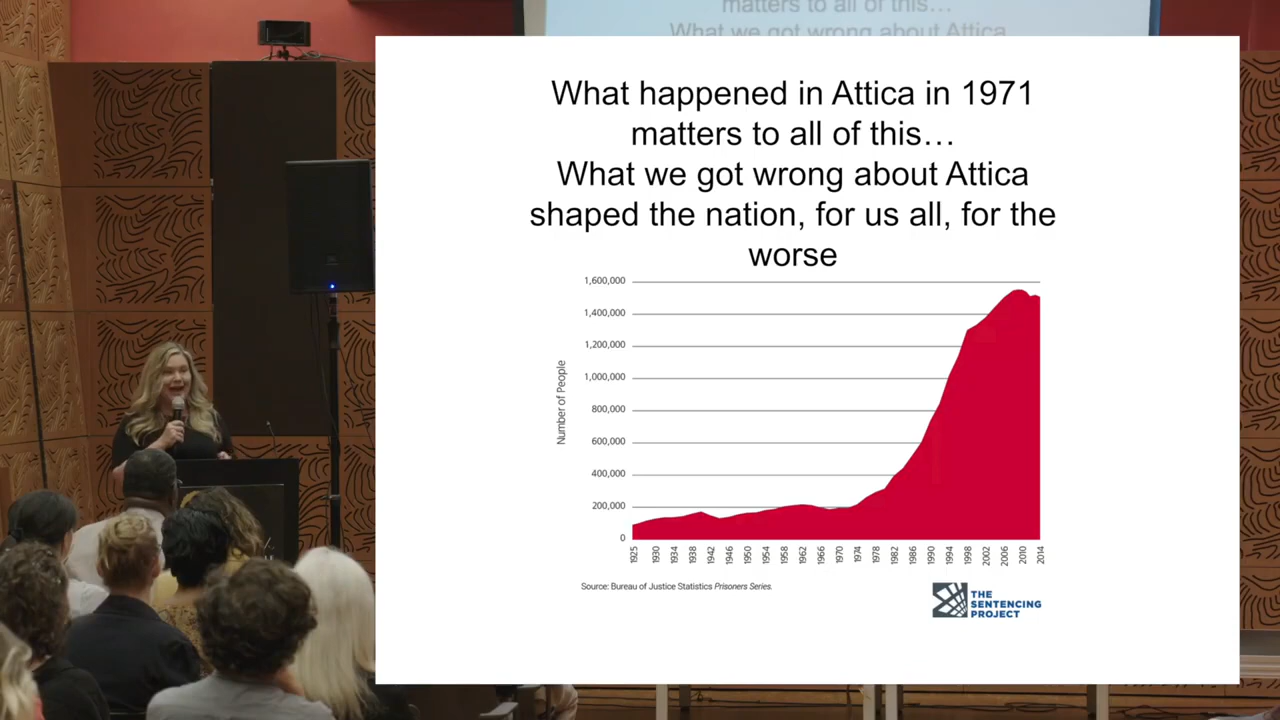 matters to all of this...
What we got wrong about Attica
What happened in Attica in 1971
matters to all of this...
What we got wrong about Attica
shaped the nation, for us all, for the
worse
Number of People
1,600,000
1,400,000
1,200,000
1,000,000
800,000
600,000
400,000
200,000
0
1925 1930 1934 1938 1942 1946 1950 1954 1958 1962 1966 1970 1974 1978 1982 1986 1990 1994 1998 2002 2006 2010 2014
Source: Bureau of Justice Statistics Prisoners Series.
THE
SENTENCING
PROJECT